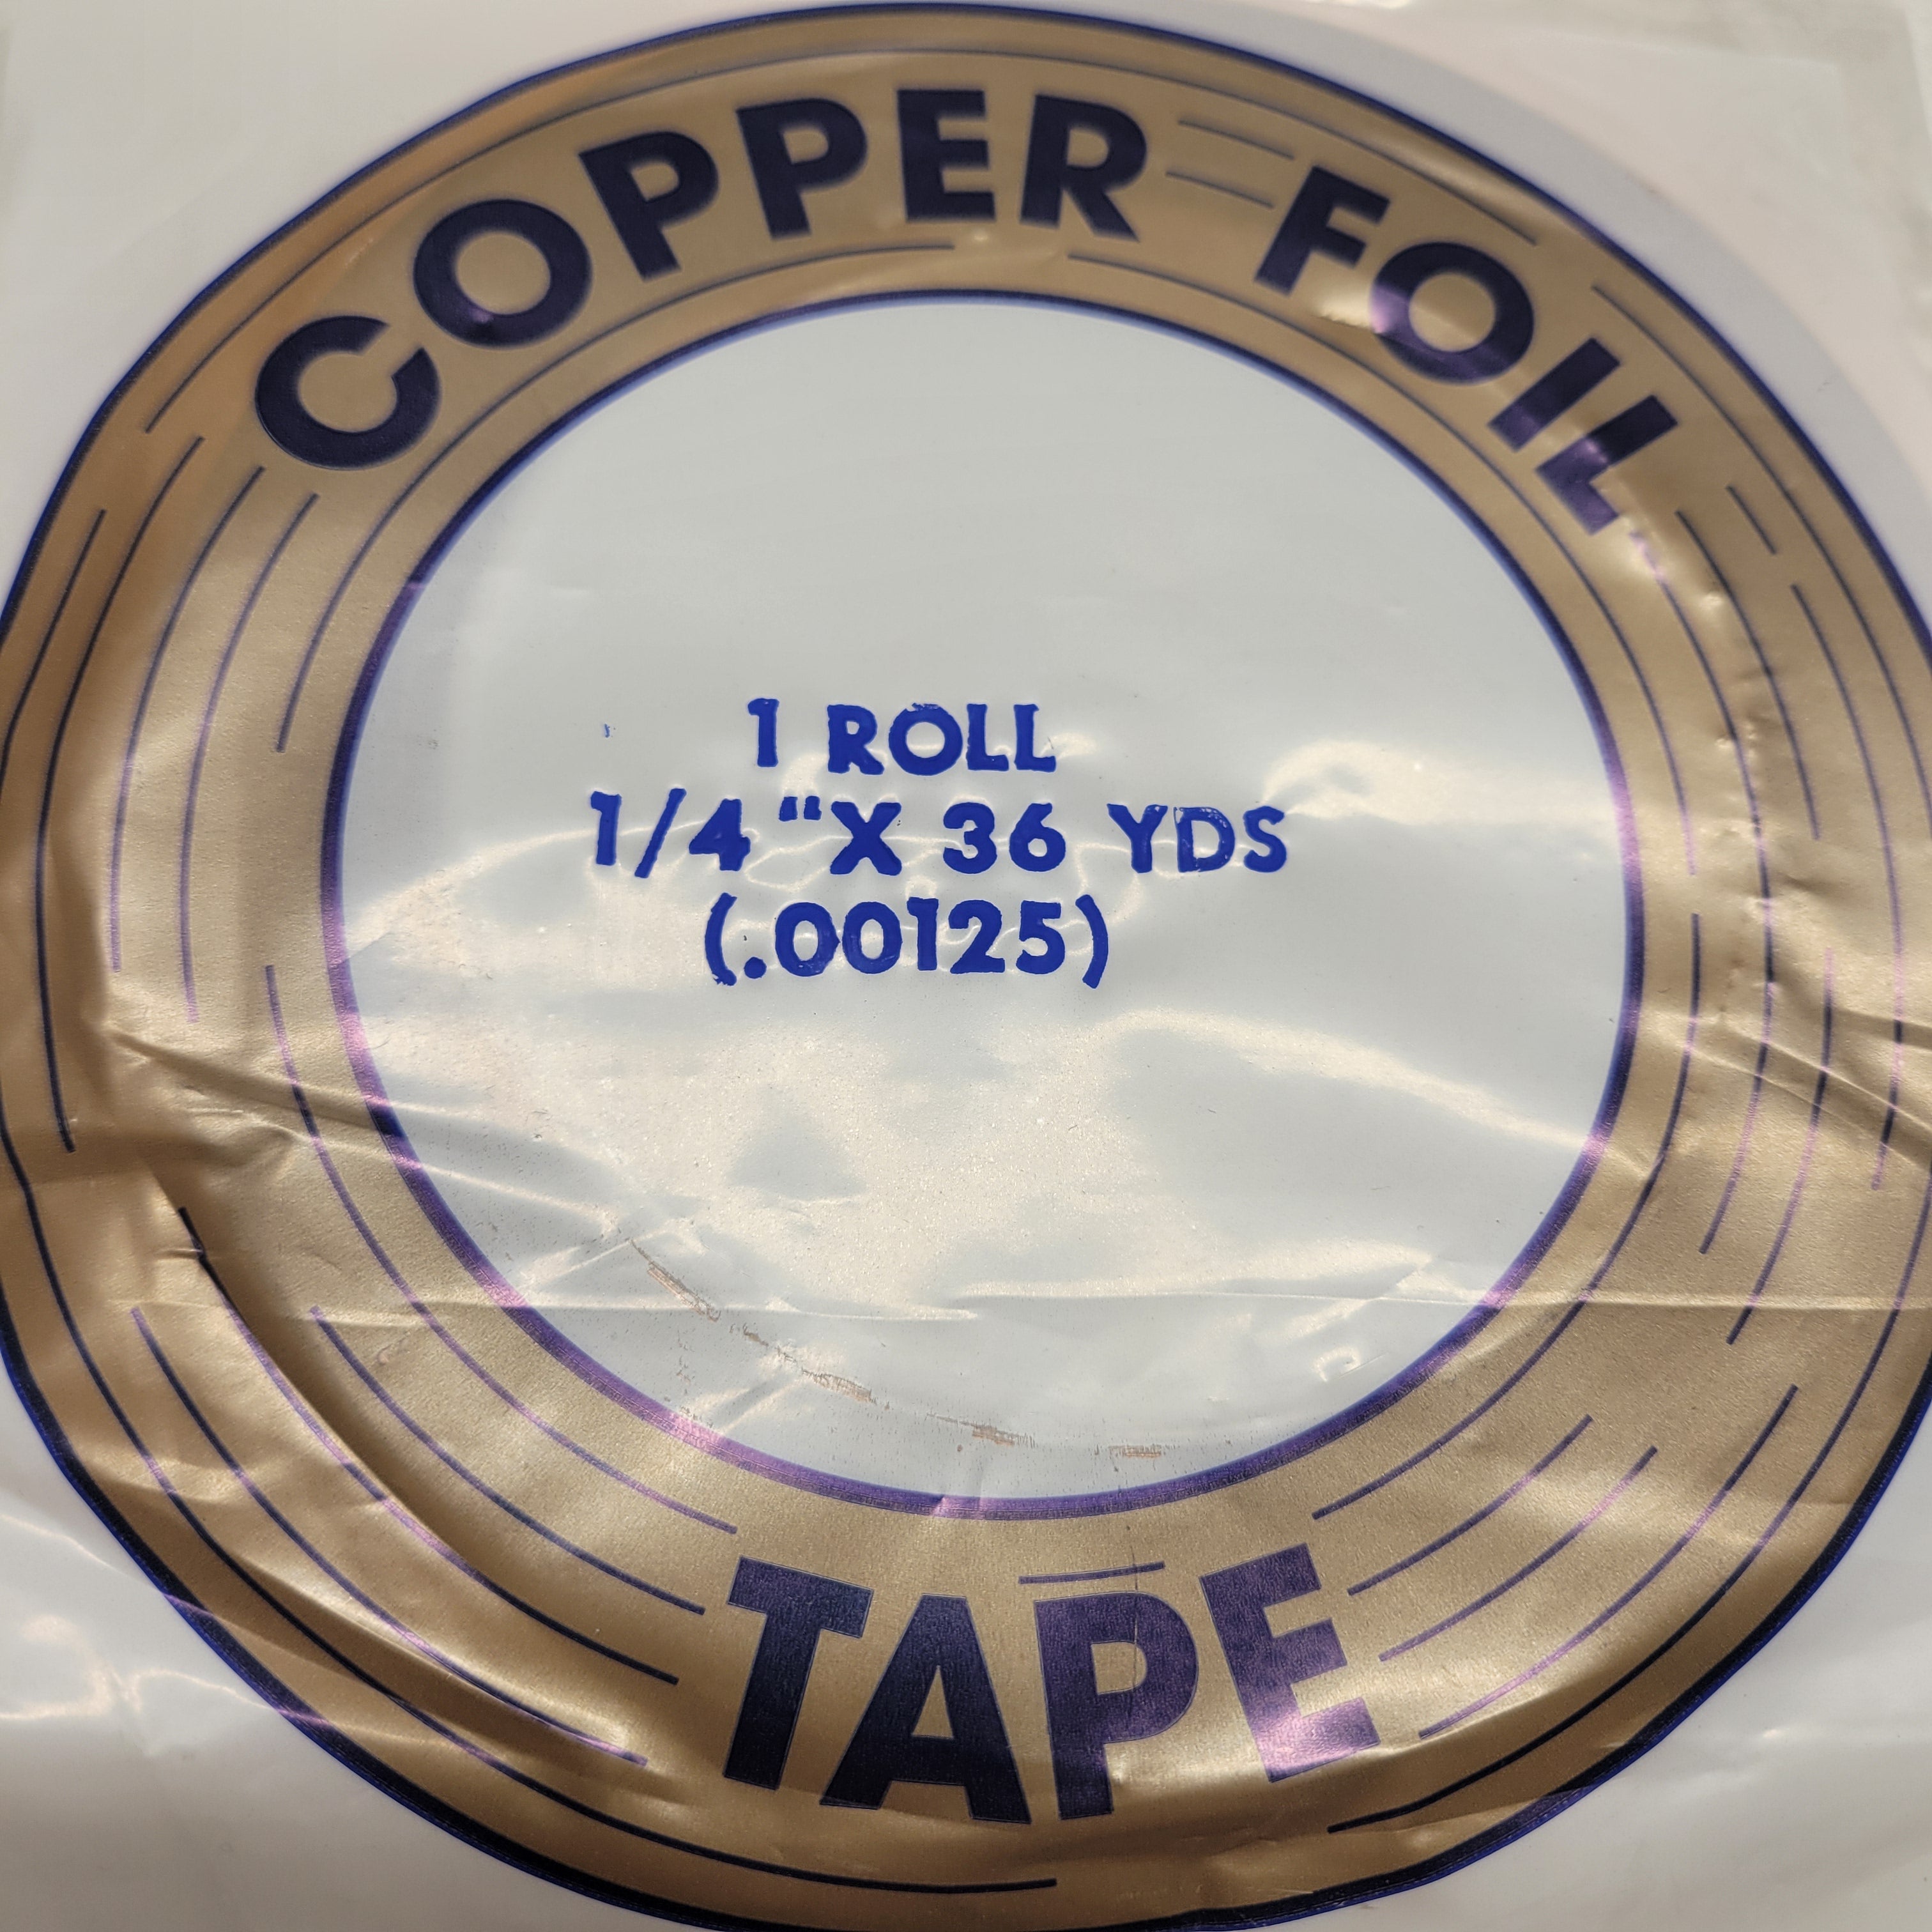 COPPER FOIL
1 ROLL
1/4 "X 36 YDS
(.00125)
TAPE